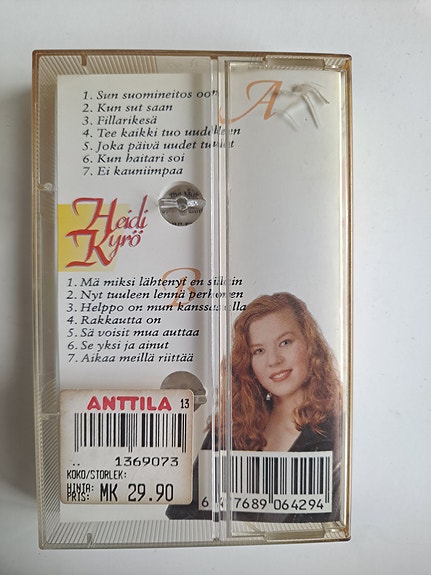 A
1. Sun suomineitos oon
2. Kun sut saan
3. Fillarikesä
4. Tee kaikki tuo uudelleen
5. Joka päivä uudet tuulet
6. Kun haitari soi
7. Ei kauniimpaa
Heidi
Kyrö
B
1. Mä miksi lähtenyt en silloin
2. Nyt tuuleen lennä perhonen
3. Helppo on mun kanssas olla
4. Rakkautta on
5. Sä voisit mua auttaa
6. Se yksi ja ainut
7. Aikaa meillä riittää
ANTTILA 13
1369073
KOKO/STORLEK:
HINTA:
PRIS: MK 29.90
689 064294